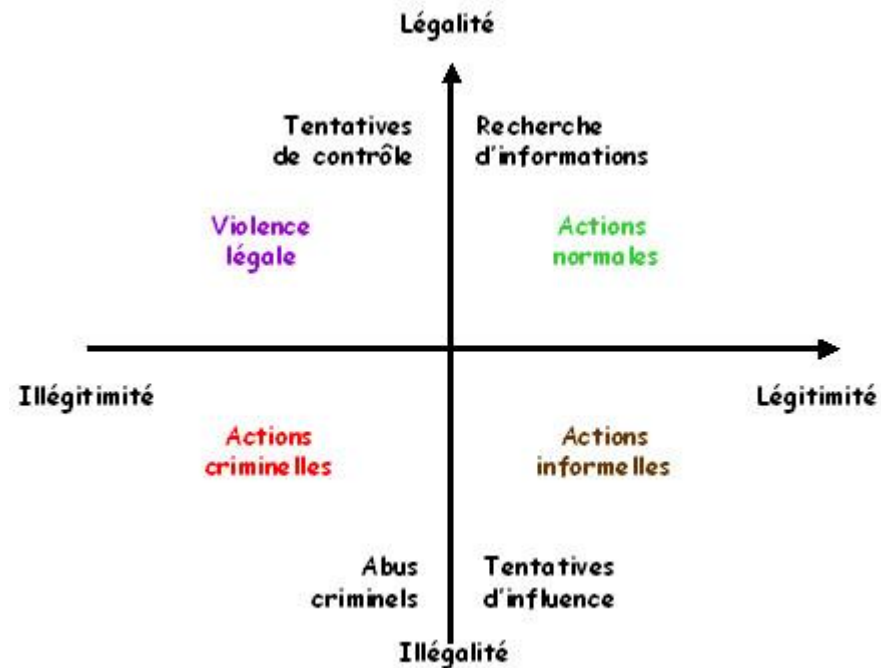 Légalité
Tentatives
de contrôle
Recherche
d'informations
Violence
légale
Actions
normales
Illégitimité
Légitimité
Actions
criminelles
Actions
informelles
Abus
criminels
Tentatives
d'influence
Illégalité